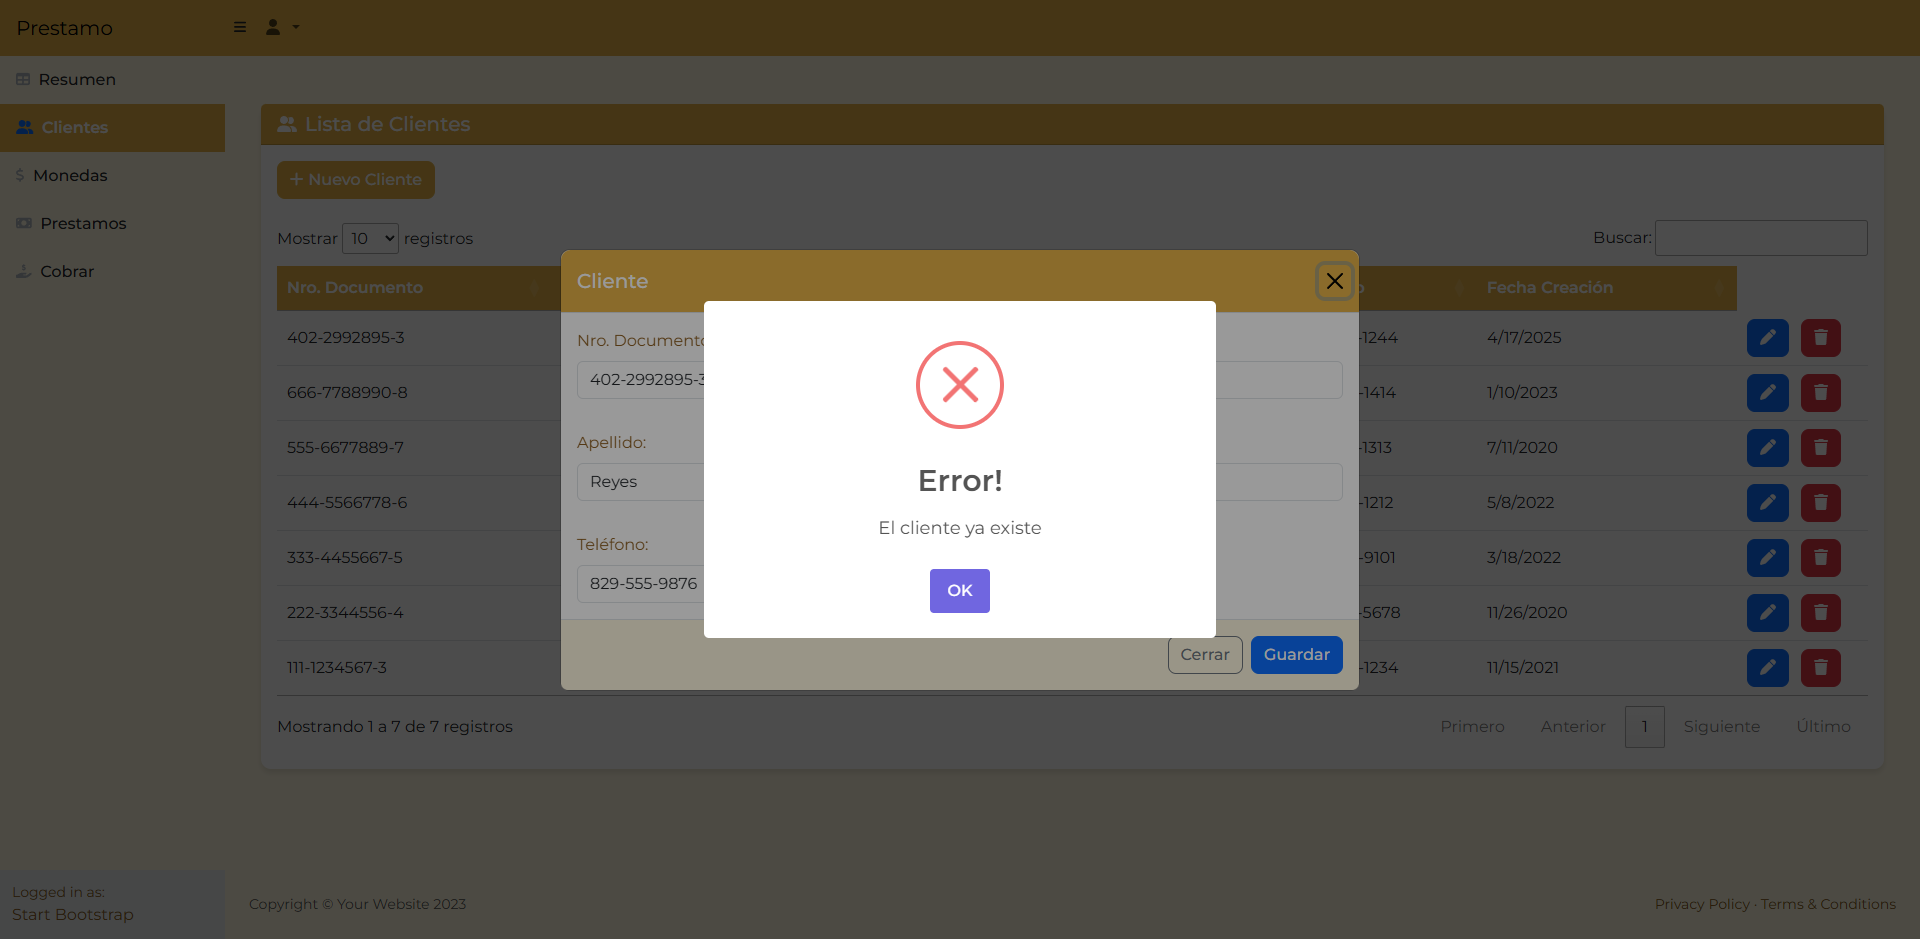 Prestamo
Resumen
Clientes
Monedas
Prestamos
Cobrar
Lista de Clientes
Nuevo Cliente
Mostrar 10 registros
Buscar:
Nro. Documento
Fecha Creación
402-2992895-3
-1244
4/17/2025
666-7788990-8
-1414
1/10/2023
555-6677889-7
-1313
7/11/2020
444-5566778-6
-1212
5/8/2022
333-4455667-5
-9101
3/18/2022
222-3344556-4
-5678
11/26/2020
111-1234567-3
-1234
11/15/2021
Mostrando 1 a 7 de 7 registros
Primero Anterior 1 Siguiente Último
Cliente
Nro. Documento
402-2992895-3
Apellido:
Reyes
Teléfono:
829-555-9876
Cerrar
Guardar
Error!
El cliente ya existe
OK
Logged in as:
Start Bootstrap
Copyright © Your Website 2023
Privacy Policy · Terms & Conditions